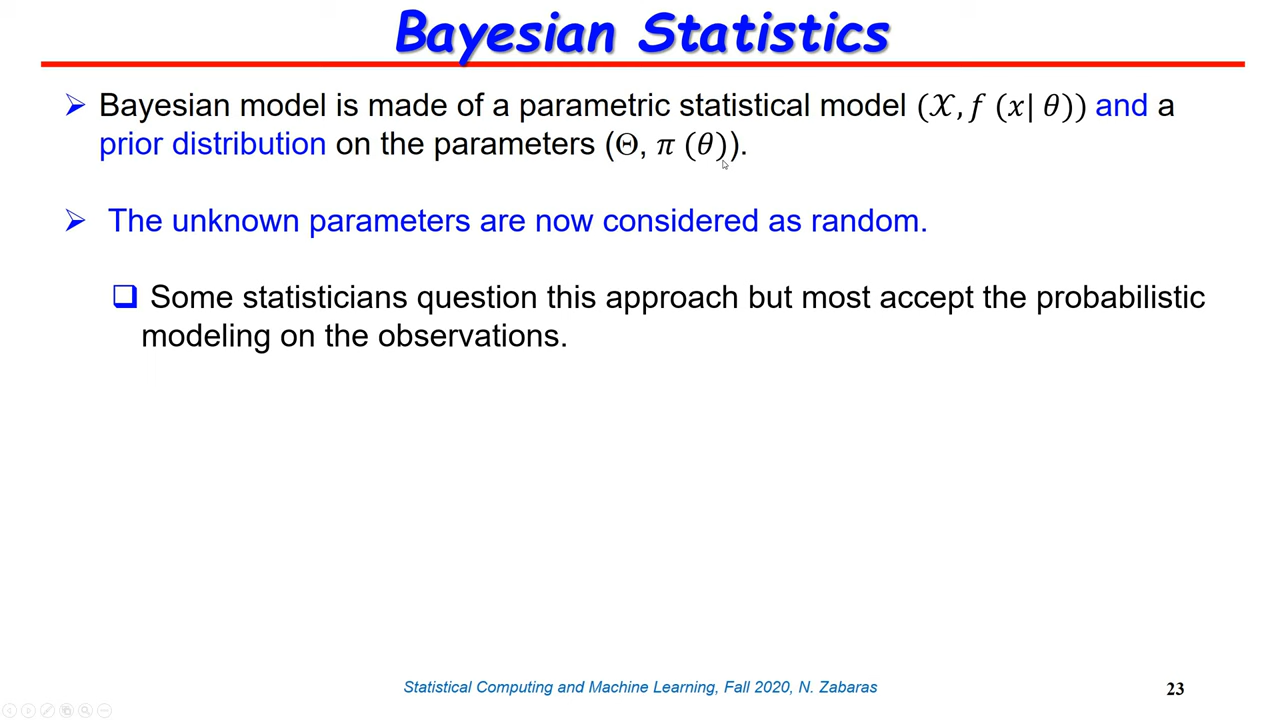 Bayesian Statistics
➢ Bayesian model is made of a parametric statistical model (𝒳, 𝑓 (𝑥| 𝜃)) and a
prior distribution on the parameters (Θ, 𝜋 (𝜃)).
➢ The unknown parameters are now considered as random.
❑ Some statisticians question this approach but most accept the probabilistic
modeling on the observations.
Statistical Computing and Machine Learning, Fall 2020, N. Zabaras
23